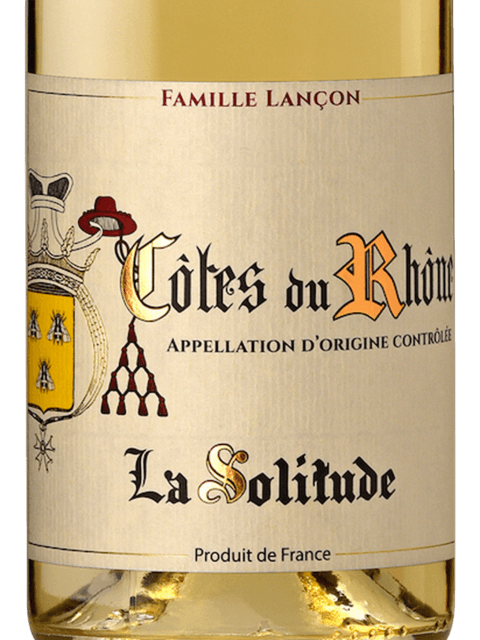 FAMILLE LANÇON
Côtes du Rhône
APPELLATION D'ORIGINE CONTRÔLÉE
La Solitude
Produit de France